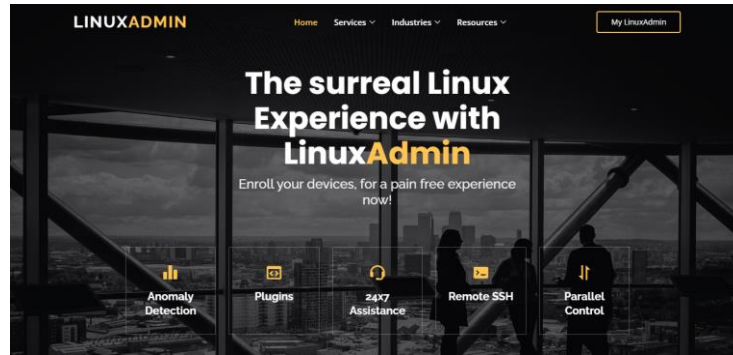 LINUXADMIN
Home Services Industries Resources My LinuxAdmin
The surreal Linux
Experience with
LinuxAdmin
Enroll your devices, for a pain free experience
now!
Anomaly
Detection
Plugins
24x7
Assistance
Remote SSH
Parallel
Control